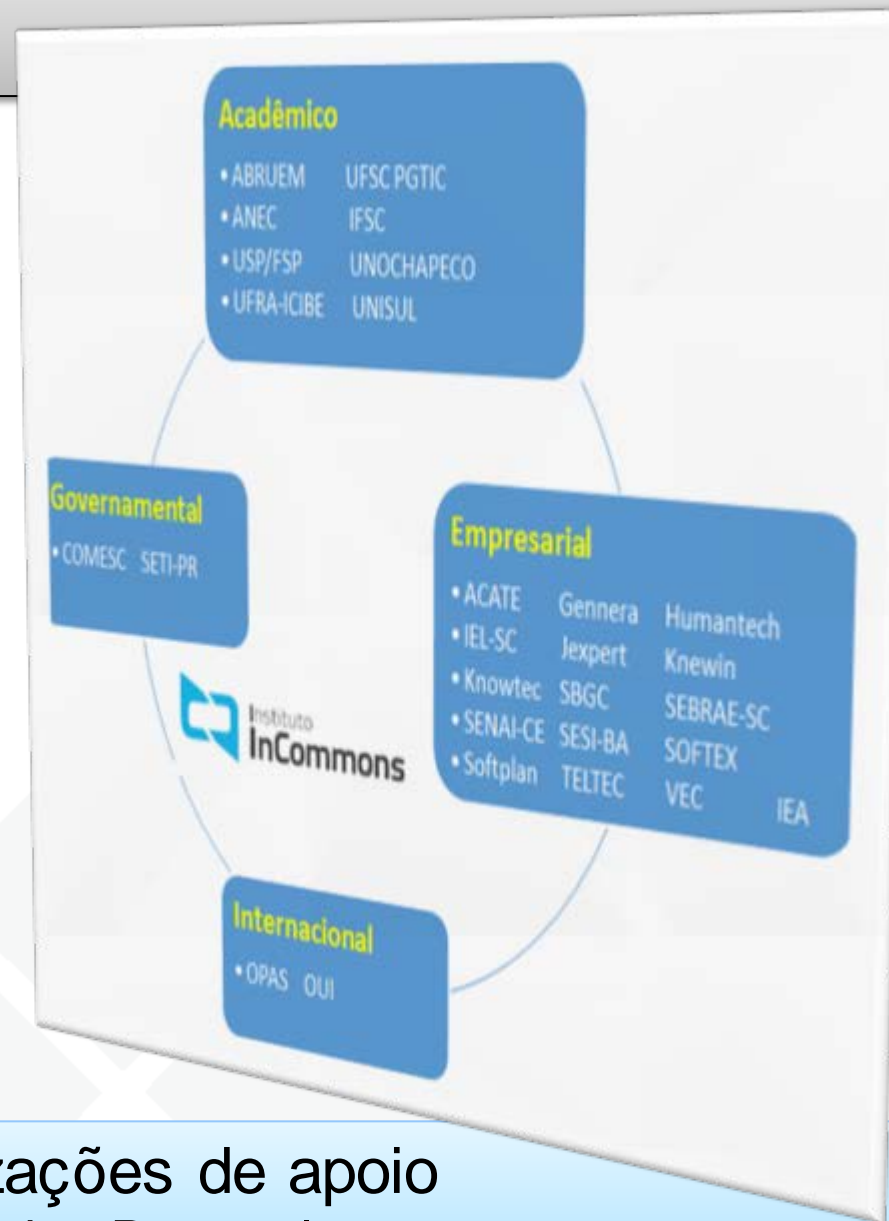 Acadêmico
• ABRUEM UFSC PGTIC
• ANEC IFSC
• USP/FSP UNOCHAPECO
• UFRA-ICIBE UNISUL
Governamental
• COMESC SETI-PR
Empresarial
• ACATE Gennera Humantech
• IEL-SC Jexpert Knewin
• Knowtec SBGC SEBRAE-SC
• SENAI-CE SESI-BA SOFTEX
• Softplan TELTEC VEC IEA
Instituto
InCommons
Internacional
• OPAS OUI
zações de apoio